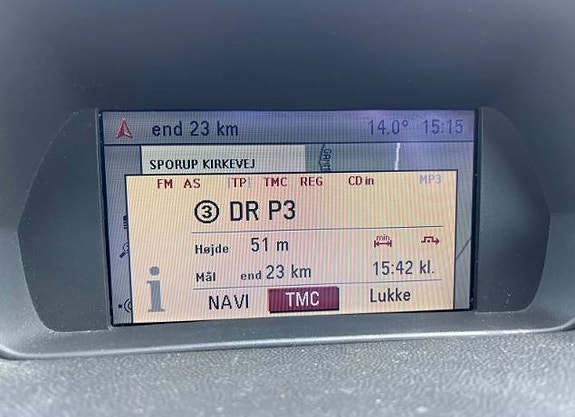 end 23 km 14.0° 15:15
SPORUP KIRKEVEJ
FM AS TP TMC REG CD in MP3
3 DR P3
Højde 51 m min
Mål end 23 km 15:42 kl.
NAVI TMC Lukke